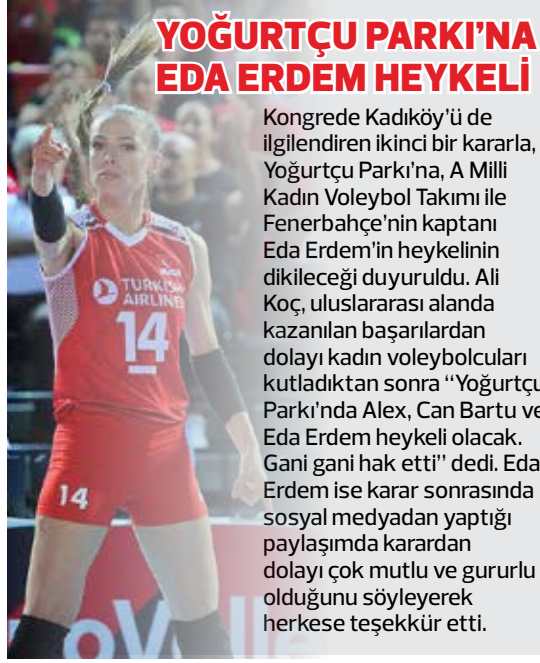 YOĞURTÇU PARKI’NA
EDA ERDEM HEYKELİ
Kongrede Kadıköy’ü de
ilgilendiren ikinci bir kararla,
Yoğurtçu Parkı’na, A Milli
Kadın Voleybol Takımı ile
Fenerbahçe’nin kaptanı
Eda Erdem’in heykelinin
dikileceği duyuruldu. Ali
Koç, uluslararası alanda
kazanılan başarılardan
dolayı kadın voleybolcuları
kutladıktan sonra “Yoğurtçu
Parkı’nda Alex, Can Bartu ve
Eda Erdem heykeli olacak.
Gani gani hak etti” dedi. Eda
Erdem ise karar sonrasında
sosyal medyadan yaptığı
paylaşımda karardan
dolayı çok mutlu ve gururlu
olduğunu söyleyerek
herkese teşekkür etti.
TURKISH
AIRLINES
14
14